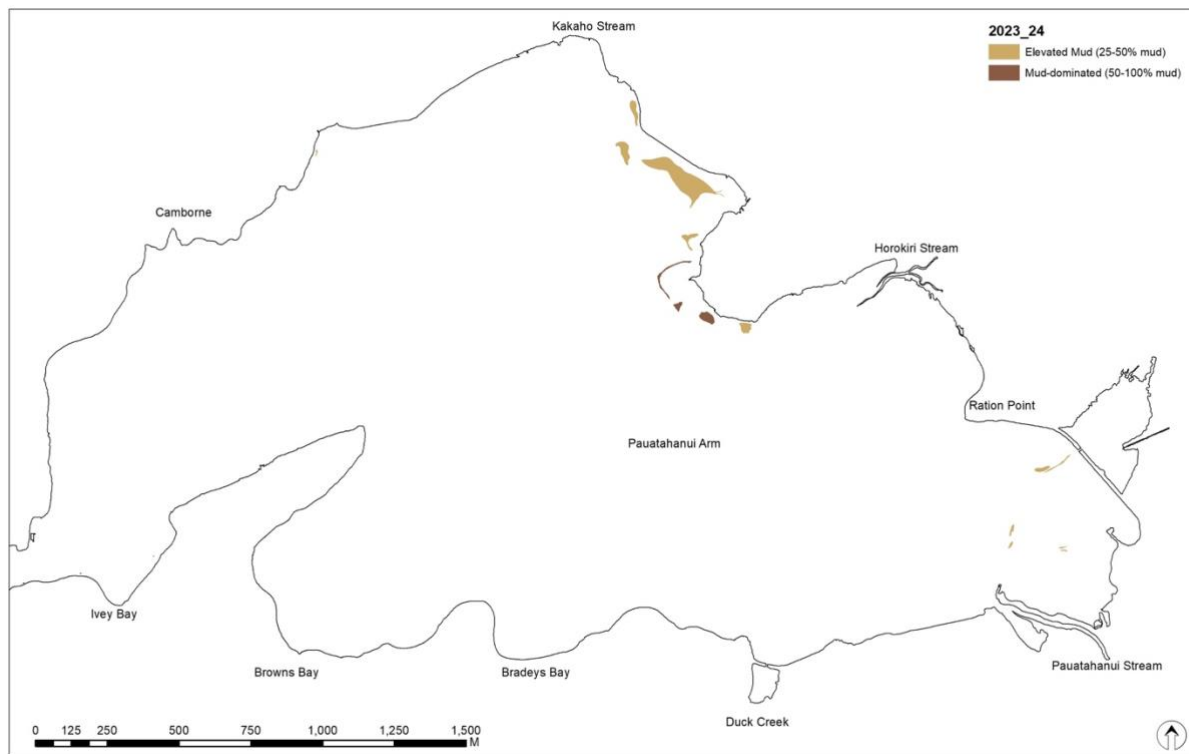 Kakaho Stream
2023_24
Elevated Mud (25-50% mud)
Mud-dominated (50-100% mud)
Camborne
Horokiri Stream
Ration Point
Pauatahanui Arm
Ivey Bay
Browns Bay
Bradeys Bay
Pauatahanui Stream
Duck Creek
0 125 250 500 750 1,000 1,250 1,500
M